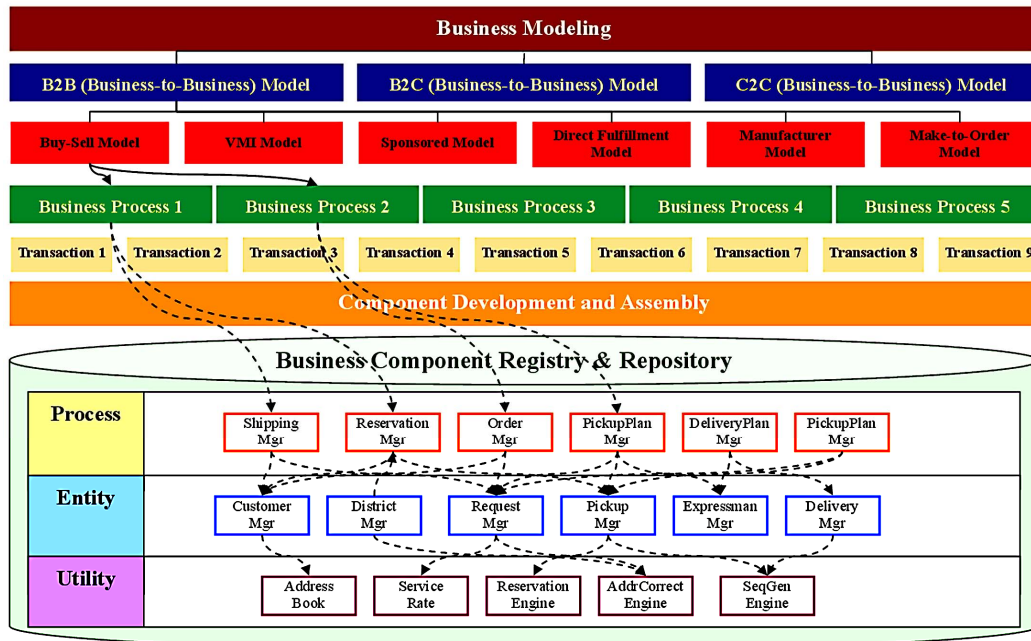 Business Modeling
B2B (Business-to-Business) Model
B2C (Business-to-Business) Model
C2C (Business-to-Business) Model
Buy-Sell Model
VMI Model
Sponsored Model
Direct Fulfillment
Model
Manufacturer
Model
Make-to-Order
Model
Business Process 1
Business Process 2
Business Process 3
Business Process 4
Business Process 5
Transaction 1
Transaction 2
Transaction 3
Transaction 4
Transaction 5
Transaction 6
Transaction 7
Transaction 8
Transaction 9
Component Development and Assembly
Business Component Registry & Repository
Process
Shipping
Mgr
Reservation
Mgr
Order
Mgr
PickupPlan
Mgr
DeliveryPlan
Mgr
PickupPlan
Mgr
Entity
Customer
Mgr
District
Mgr
Request
Mgr
Pickup
Mgr
Expressman
Mgr
Delivery
Mgr
Utility
Address
Book
Service
Rate
Reservation
Engine
AddrCorrect
Engine
SeqGen
Engine